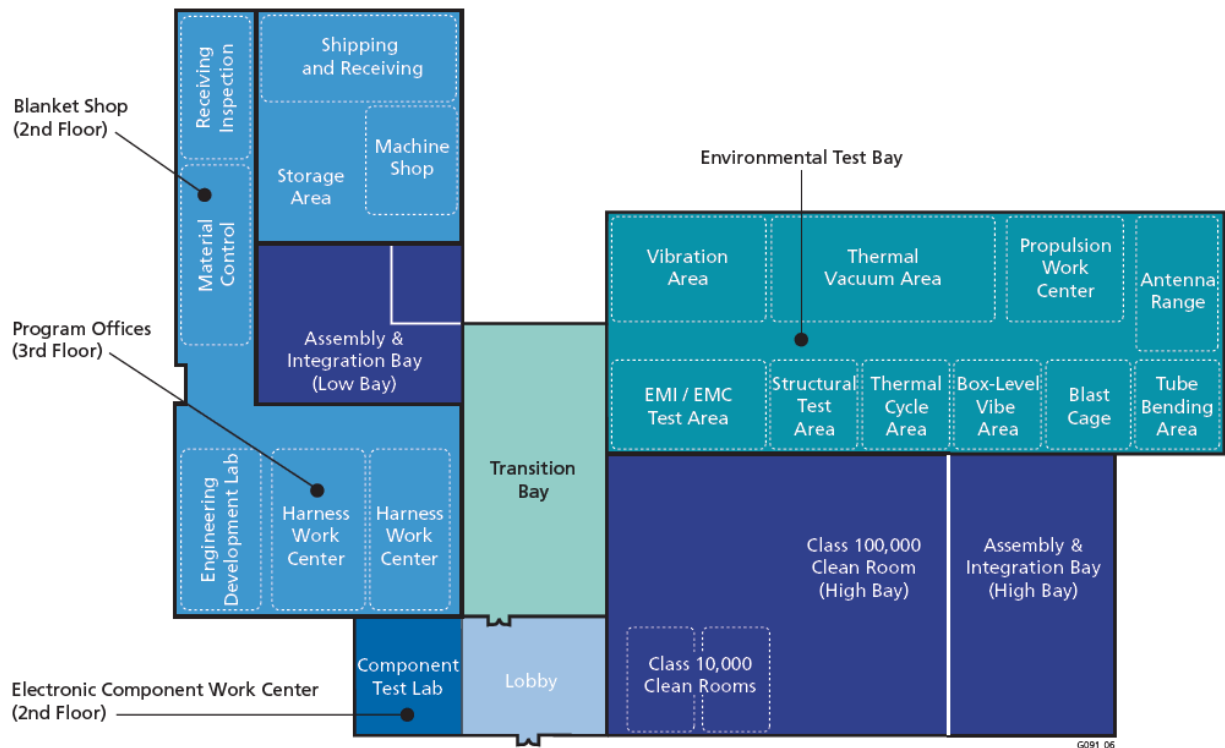 Shipping
and Receiving
Receiving
Inspection
Blanket Shop
(2nd Floor)
Machine
Shop
Storage
Area
Material
Control
Environmental Test Bay
Vibration
Area
Thermal
Vacuum Area
Propulsion
Work
Center
Antenna
Range
Program Offices
(3rd Floor)
Assembly &
Integration Bay
(Low Bay)
EMI / EMC
Test Area
Structural
Test
Area
Thermal
Cycle
Area
Box-Level
Vibe
Area
Blast
Cage
Tube
Bending
Area
Transition
Bay
Engineering
Development Lab
Harness
Work
Center
Harness
Work
Center
Class 100,000
Clean Room
(High Bay)
Assembly &
Integration Bay
(High Bay)
Component
Test Lab
Lobby
Class 10,000
Clean Rooms
Electronic Component Work Center
(2nd Floor)
G091_06